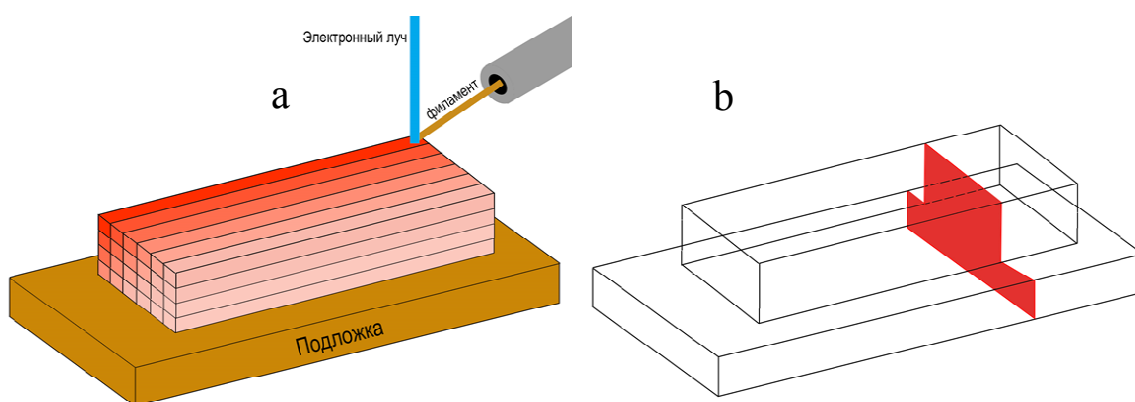 Электронный луч
филамент
a
b
Подложка